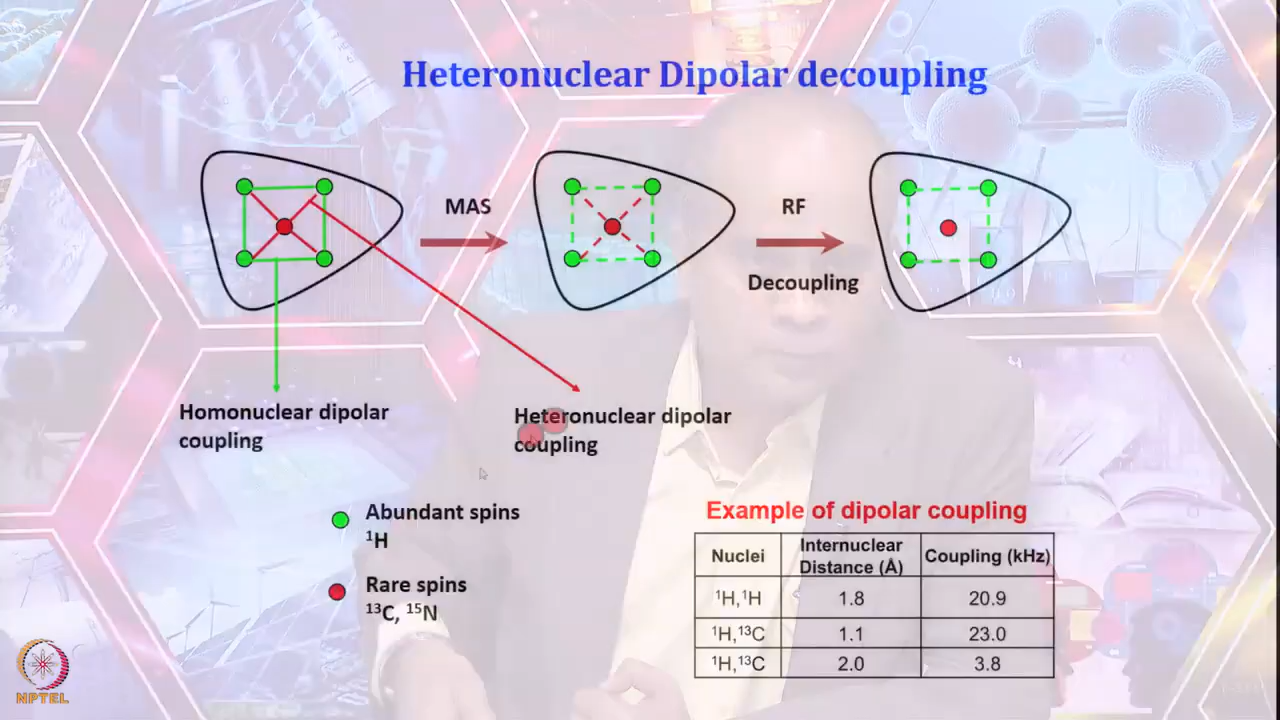 Heteronuclear Dipolar decoupling
MAS
RF
Decoupling
Homonuclear dipolar
coupling
Heteronuclear dipolar
coupling
Abundant spins
¹H
Rare spins
¹³C, ¹⁵N
Example of dipolar coupling
Nuclei Internuclear Distance (Å) Coupling (kHz)
¹H,¹H 1.8 20.9
¹H,¹³C 1.1 23.0
¹H,¹³C 2.0 3.8
NPTEL